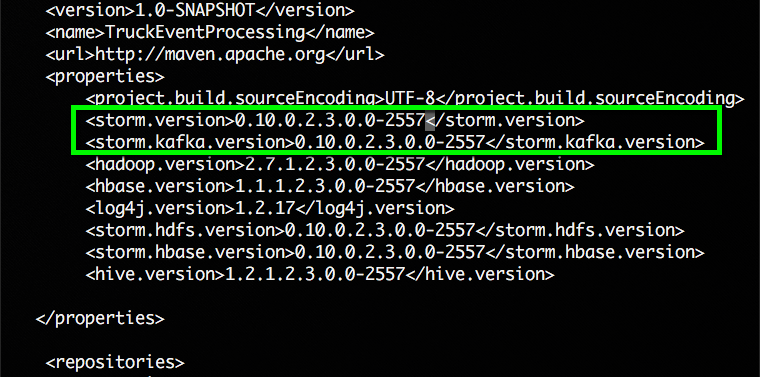 <version>1.0-SNAPSHOT</version>
<name>TruckEventProcessing</name>
<url>http://maven.apache.org</url>
<properties>
<project.build.sourceEncoding>UTF-8</project.build.sourceEncoding>
<storm.version>0.10.0.2.3.0.0-2557</storm.version>
<storm.kafka.version>0.10.0.2.3.0.0-2557</storm.kafka.version>
<hadoop.version>2.7.1.2.3.0.0-2557</hadoop.version>
<hbase.version>1.1.1.2.3.0.0-2557</hbase.version>
<log4j.version>1.2.17</log4j.version>
<storm.hdfs.version>0.10.0.2.3.0.0-2557</storm.hdfs.version>
<storm.hbase.version>0.10.0.2.3.0.0-2557</storm.hbase.version>
<hive.version>1.2.1.2.3.0.0-2557</hive.version>
</properties>
<repositories>